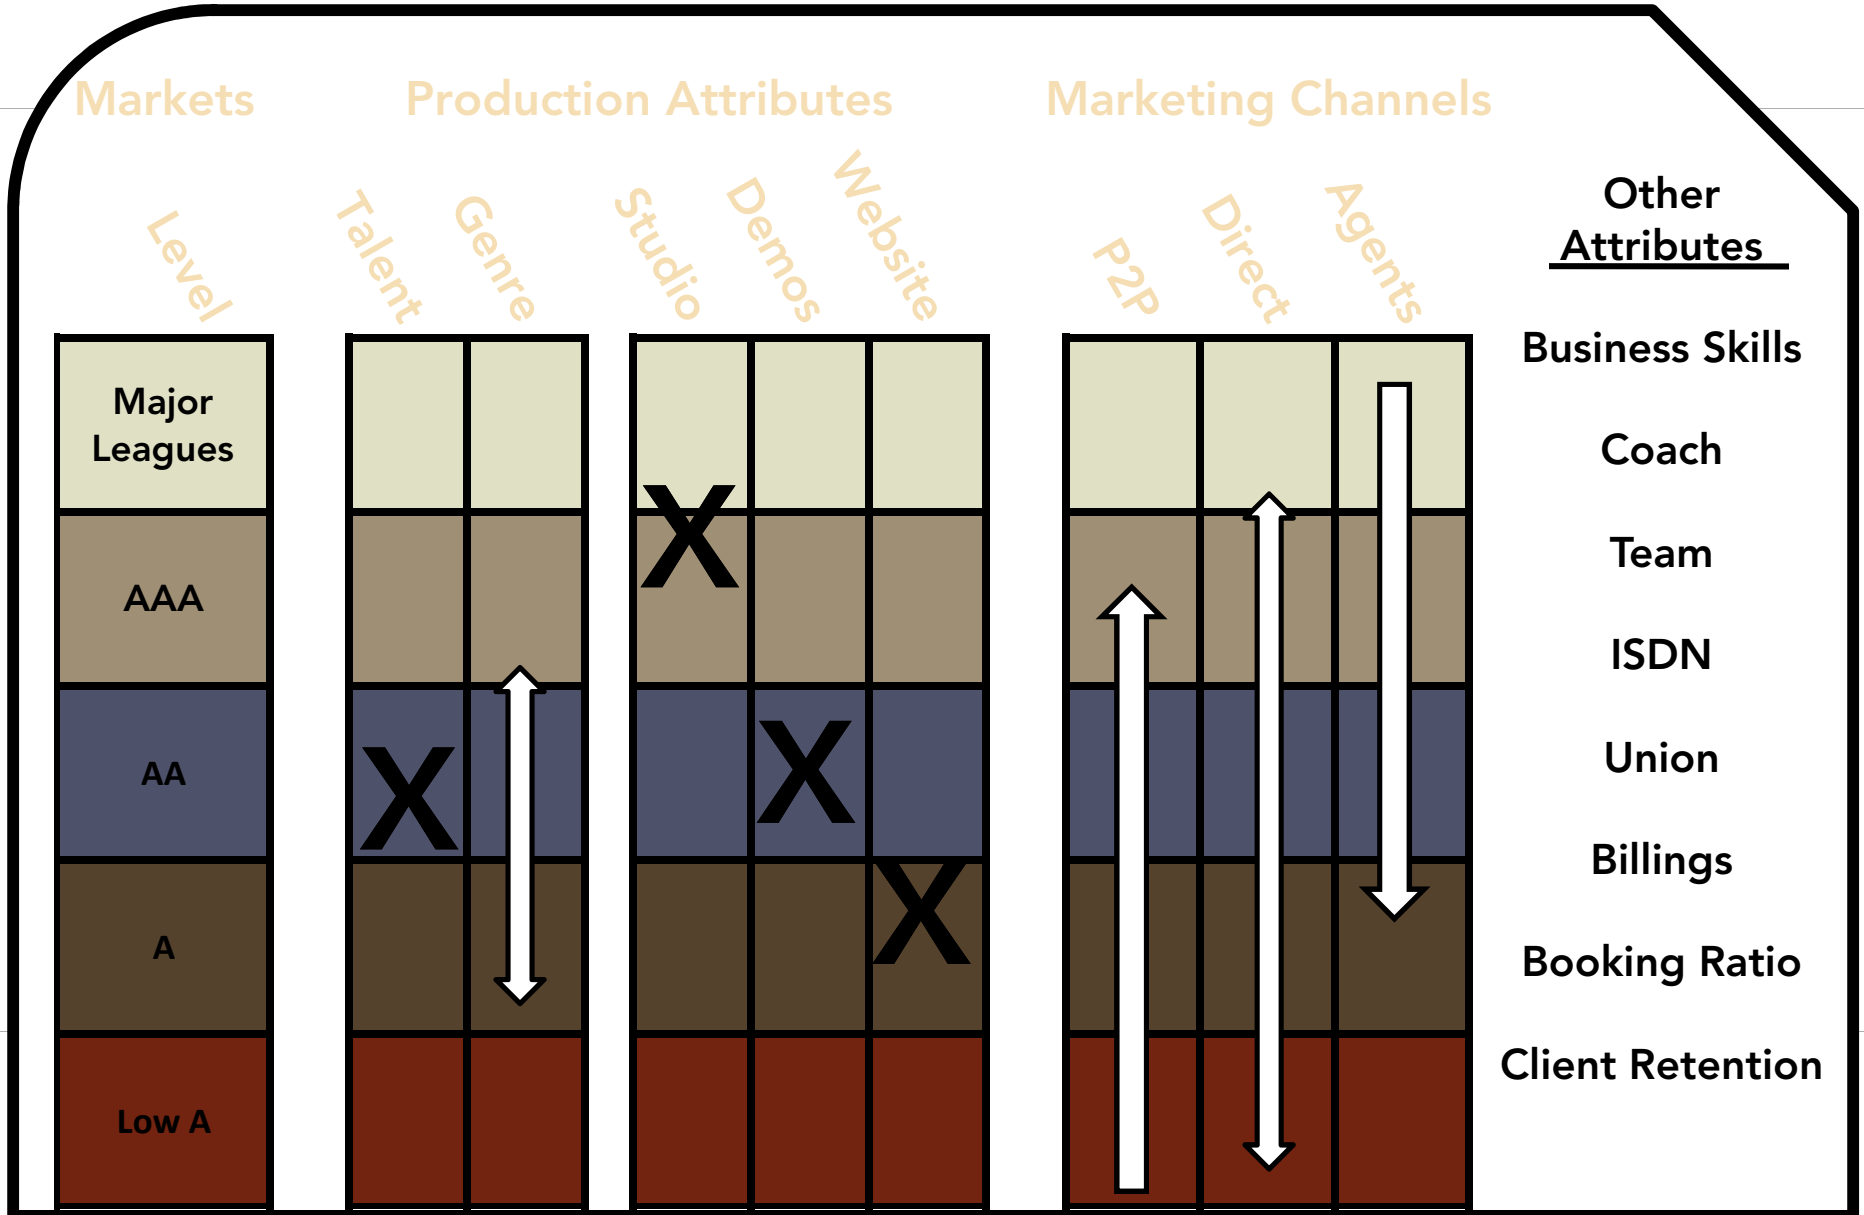 Markets
Production Attributes
Marketing Channels
Level
Talent
Genre
Studio
Demos
Website
P2P
Direct
Agents
Other
Attributes
Business Skills
Coach
Team
ISDN
Union
Billings
Booking Ratio
Client Retention
Major
Leagues
AAA
AA
A
Low A
X
X
X
X